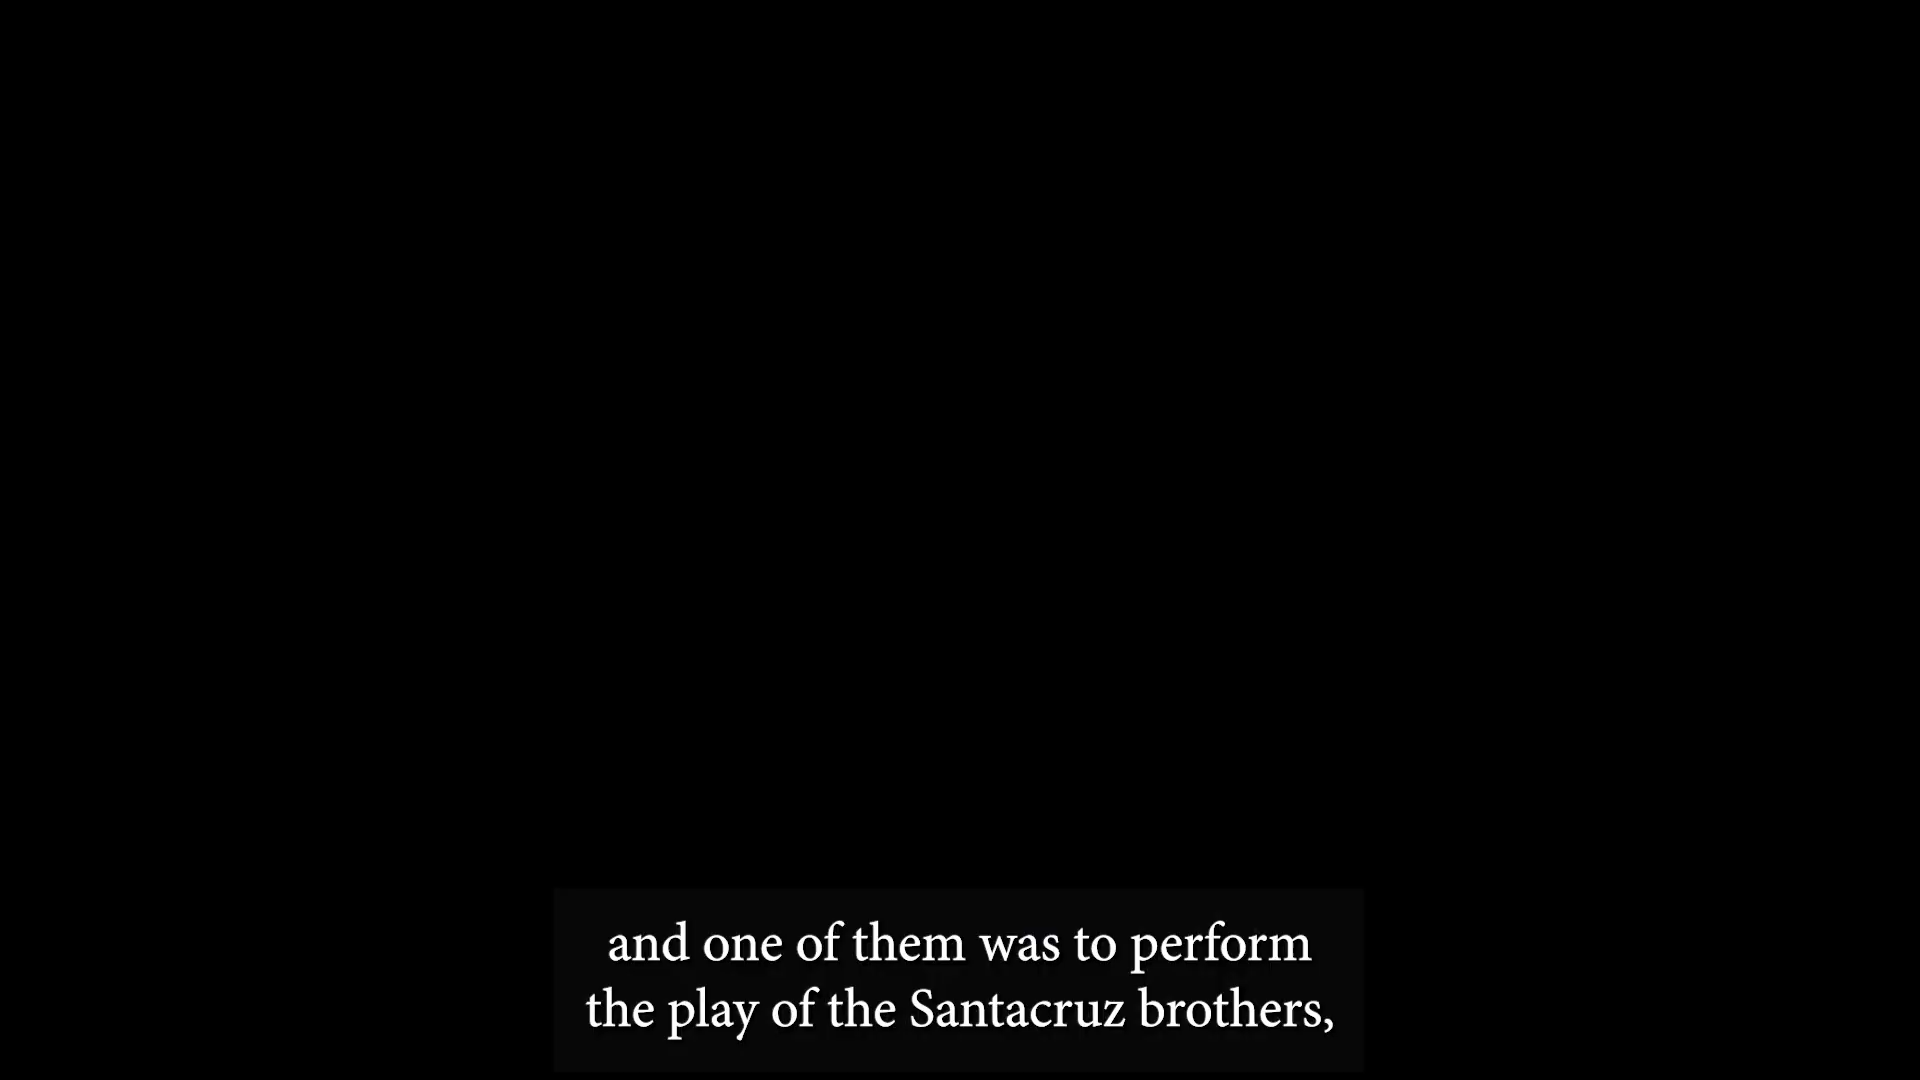 and one of them was to perform
the play of the Santacruz brothers,